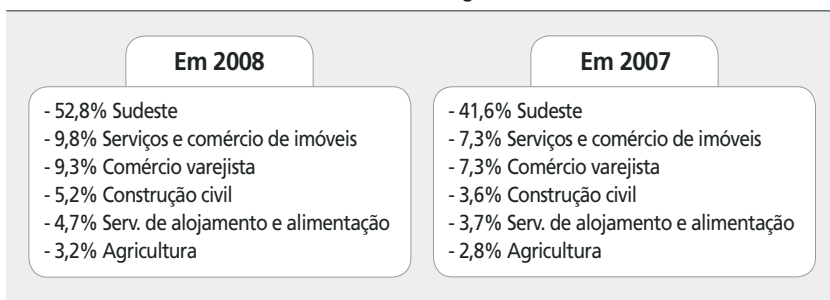 Em 2008
- 52,8% Sudeste
- 9,8% Serviços e comércio de imóveis
- 9,3% Comércio varejista
- 5,2% Construção civil
- 4,7% Serv. de alojamento e alimentação
- 3,2% Agricultura
Em 2007
- 41,6% Sudeste
- 7,3% Serviços e comércio de imóveis
- 7,3% Comércio varejista
- 3,6% Construção civil
- 3,7% Serv. de alojamento e alimentação
- 2,8% Agricultura